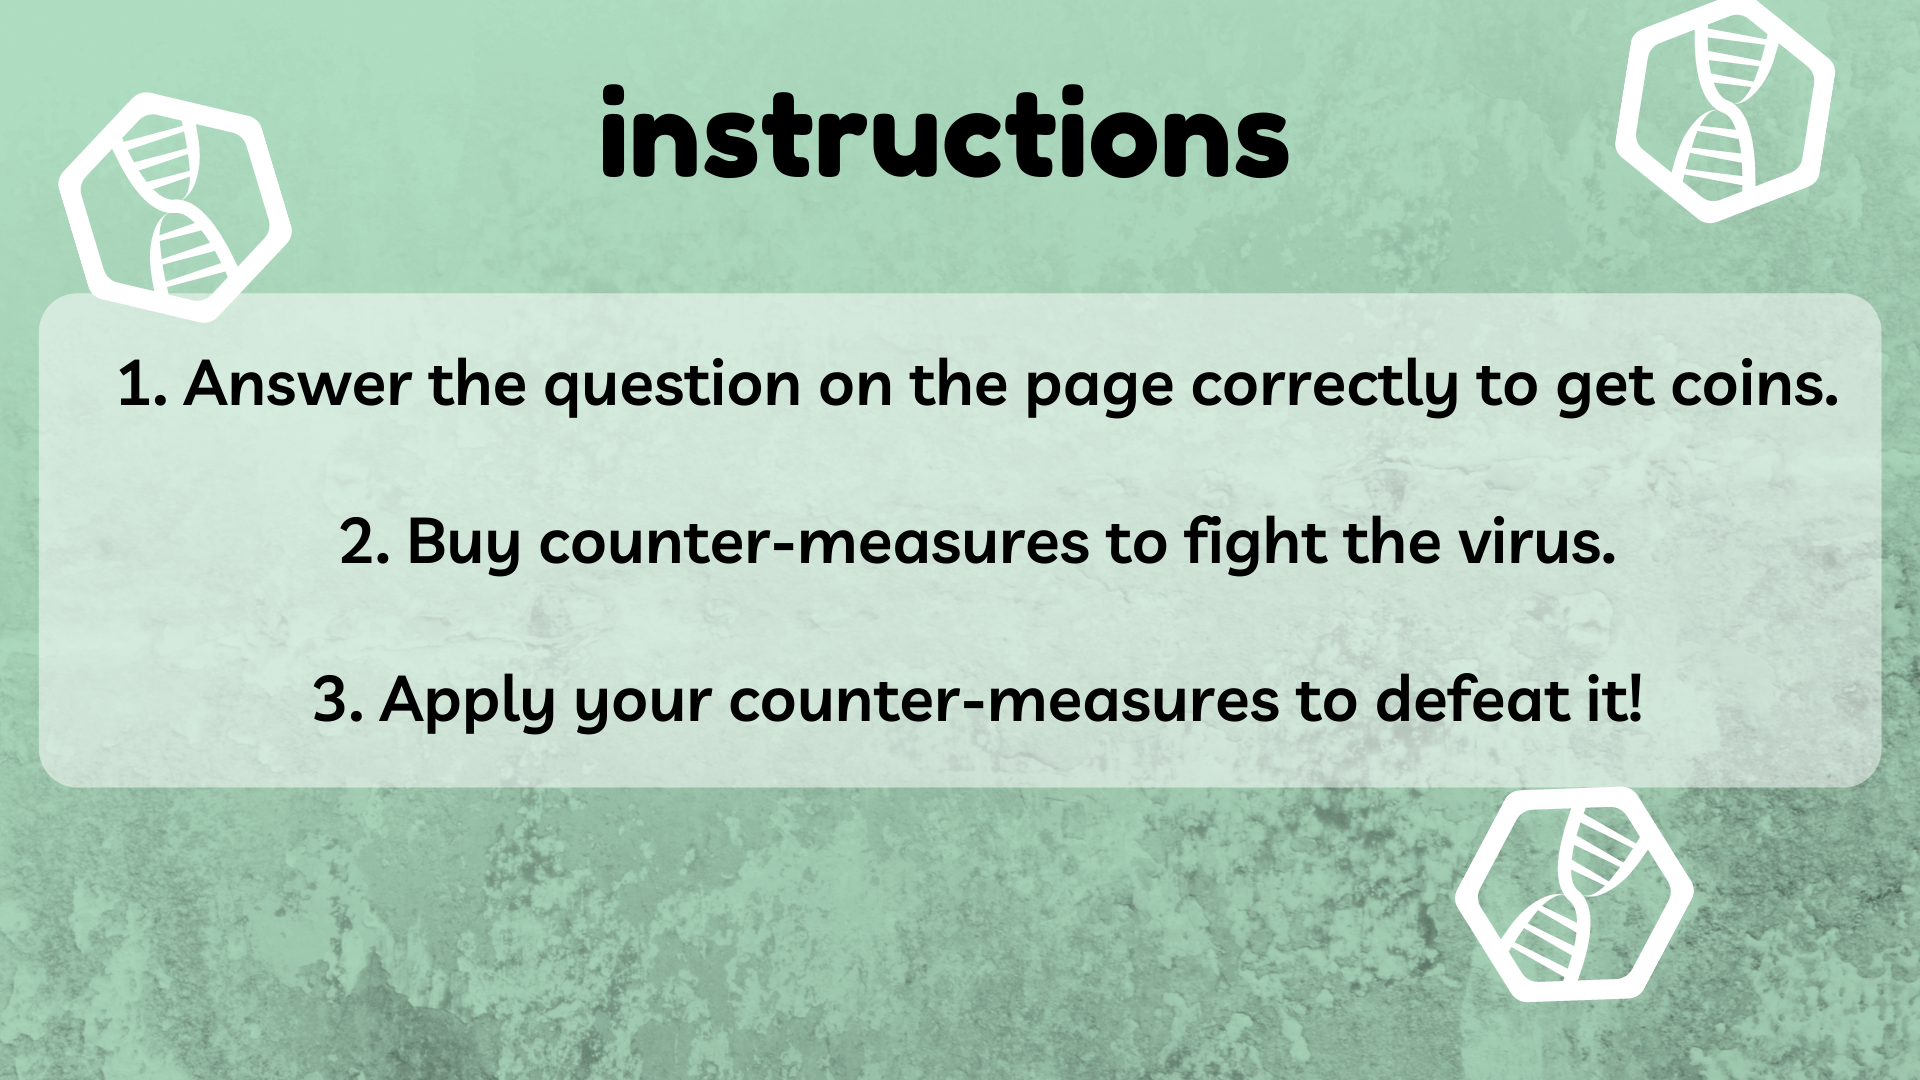 instructions
1. Answer the question on the page correctly to get coins.
2. Buy counter-measures to fight the virus.
3. Apply your counter-measures to defeat it!